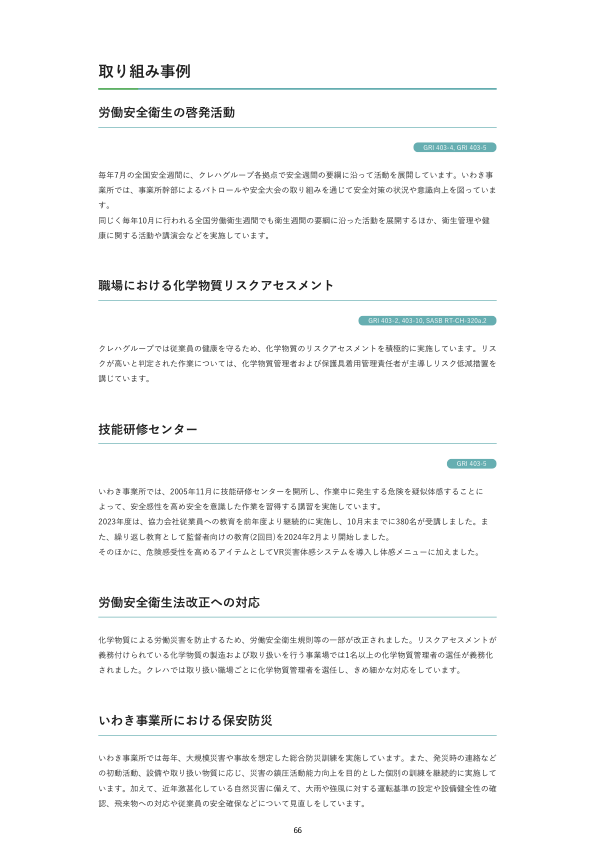 取り組み事例
労働安全衛生の啓発活動
GRI 403-4, GRI 403-5
毎年7月の全国安全週間に、クレハグループ各拠点で安全週間の要綱に沿って活動を展開しています。いわき事
業所では、事業所幹部によるパトロールや安全大会の取り組みを通じて安全対策の状況や意識向上を図っていま
す。
同じく毎年10月に行われる全国労働衛生週間でも衛生週間の要綱に沿った活動を展開するほか、衛生管理や健
康に関する活動や講演会などを実施しています。
職場における化学物質リスクアセスメント
GRI 403-2, 403-10, SASB RT-CH-320a.2
クレハグループでは従業員の健康を守るため、化学物質のリスクアセスメントを積極的に実施しています。リス
クが高いと判定された作業については、化学物質管理者および保護具着用管理責任者が主導しリスク低減措置を
講じています。
技能研修センター
GRI 403-5
いわき事業所では、2005年11月に技能研修センターを開所し、作業中に発生する危険を疑似体感することに
よって、安全感性を高め安全を意識した作業を習得する講習を実施しています。
2023年度は、協力会社従業員への教育を前年度より継続的に実施し、10月末までに380名が受講しました。ま
た、繰り返し教育として監督者向けの教育(2回目)を2024年2月より開始しました。
そのほかに、危険感受性を高めるアイテムとしてVR災害体感システムを導入し体感メニューに加えました。
労働安全衛生法改正への対応
化学物質による労働災害を防止するため、労働安全衛生規則等の一部が改正されました。リスクアセスメントが
義務付けられている化学物質の製造および取り扱いを行う事業場では1名以上の化学物質管理者の選任が義務化
されました。クレハでは取り扱い職場ごとに化学物質管理者を選任し、きめ細かな対応をしています。
いわき事業所における保安防災
いわき事業所では毎年、大規模災害や事故を想定した総合防災訓練を実施しています。また、発災時の連絡など
の初動活動、設備や取り扱い物質に応じ、災害の鎮圧活動能力向上を目的とした個別の訓練を継続的に実施して
います。加えて、近年激甚化している自然災害に備えて、大雨や強風に対する運転基準の設定や設備健全性の確
認、飛来物への対応や従業員の安全確保などについて見直しをしています。
66